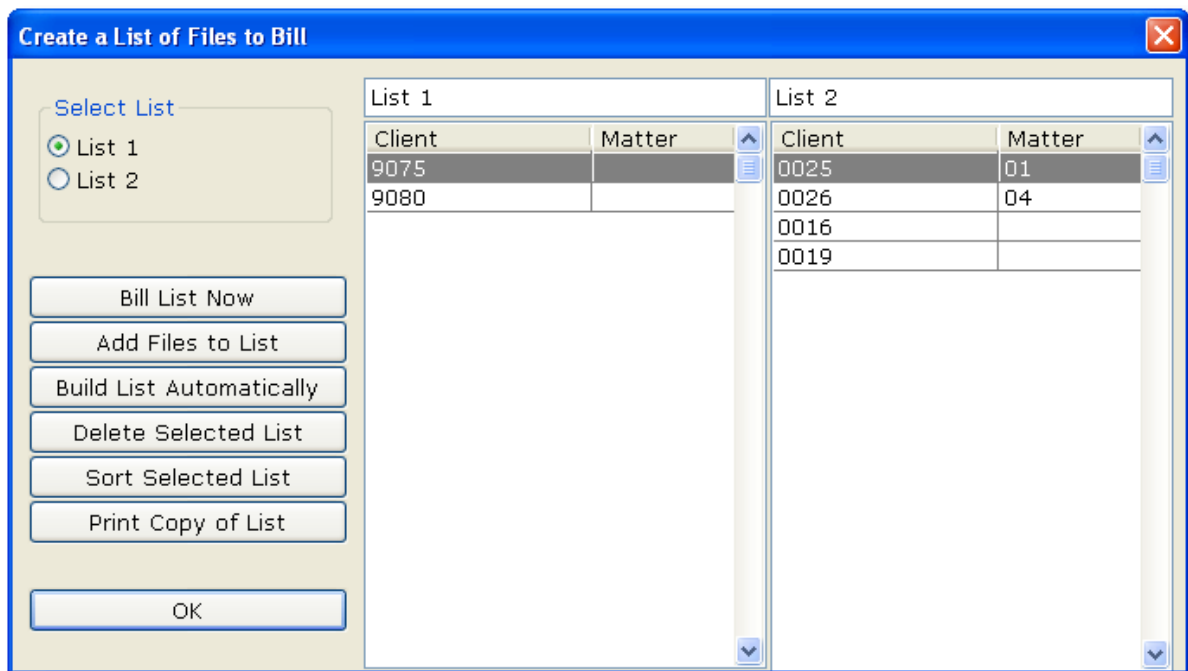 Create a List of Files to Bill
Select List
List 1
List 2
Bill List Now
Add Files to List
Build List Automatically
Delete Selected List
Sort Selected List
Print Copy of List
OK
List 1
Client Matter
9075
9080
List 2
Client Matter
0025 01
0026 04
0016
0019